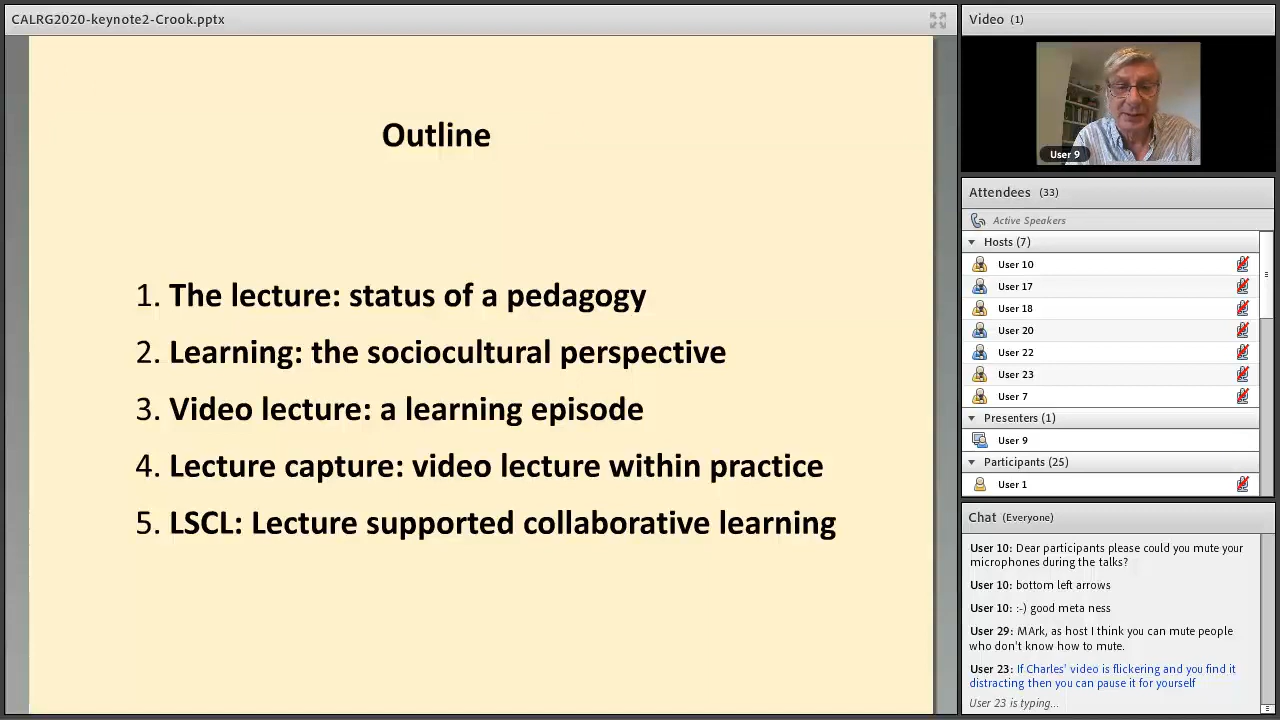 CALRG2020-keynote2-Crook.pptx
Outline
1. The lecture: status of a pedagogy
2. Learning: the sociocultural perspective
3. Video lecture: a learning episode
4. Lecture capture: video lecture within practice
5. LSCL: Lecture supported collaborative learning
Video (1)
User 9
Attendees (33)
Active Speakers
Hosts (7)
User 10
User 17
User 18
User 20
User 22
User 23
User 7
Presenters (1)
User 9
Participants (25)
User 1
Chat (Everyone)
User 10: Dear participants please could you mute your
microphones during the talks?
User 10: bottom left arrows
User 10: :-) good meta ness
User 29: MArk, as host I think you can mute people
who don't know how to mute.
User 23: If Charles' video is flickering and you find it
distracting then you can pause it for yourself
User 23 is typing...